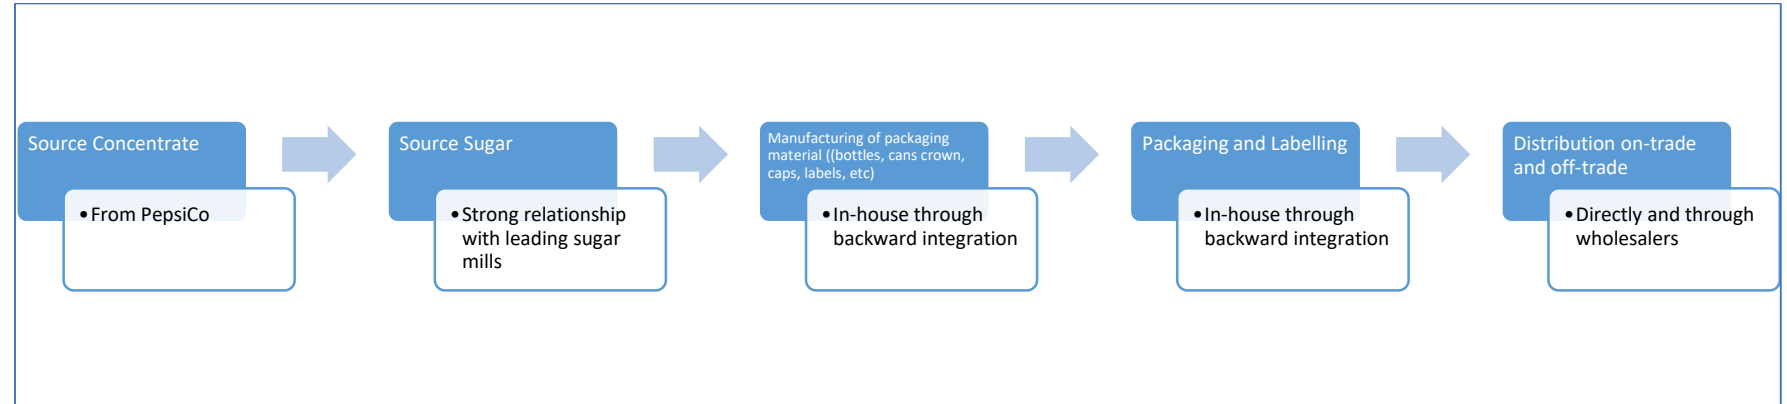 Source Concentrate
•From PepsiCo
Source Sugar
•Strong relationship
with leading sugar
mills
Manufacturing of packaging
material ((bottles, cans crown,
caps, labels, etc)
•In-house through
backward integration
Packaging and Labelling
•In-house through
backward integration
Distribution on-trade
and off-trade
•Directly and through
wholesalers